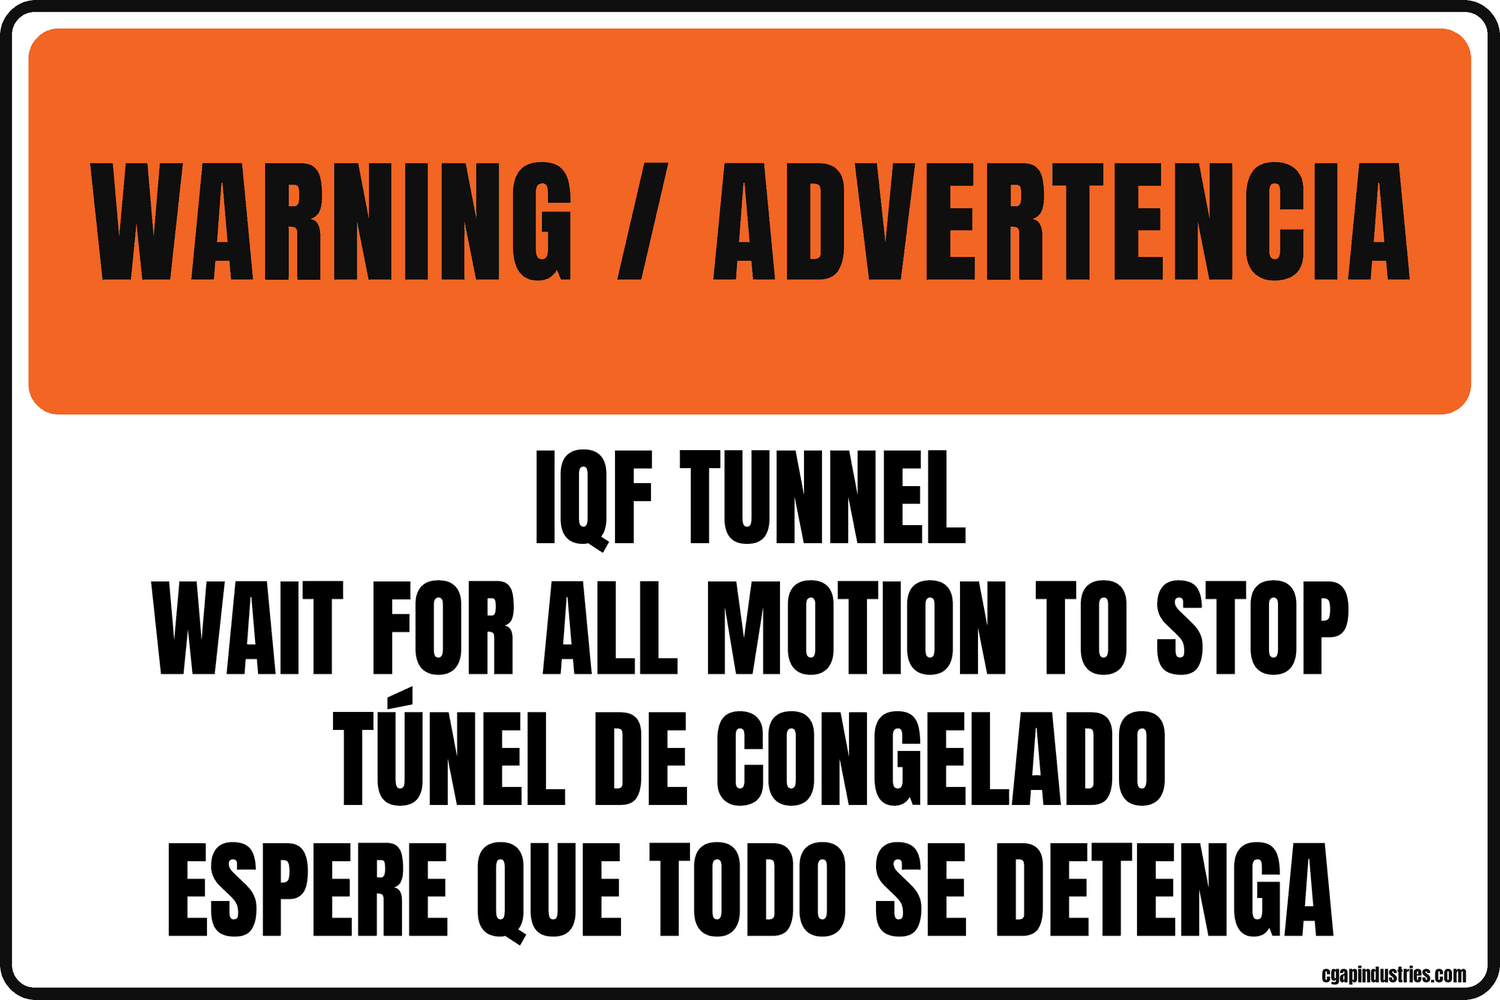 WARNING / ADVERTENCIA
IQF TUNNEL
WAIT FOR ALL MOTION TO STOP
TÚNEL DE CONGELADO
ESPERE QUE TODO SE DETENGA
cgapindustries.com